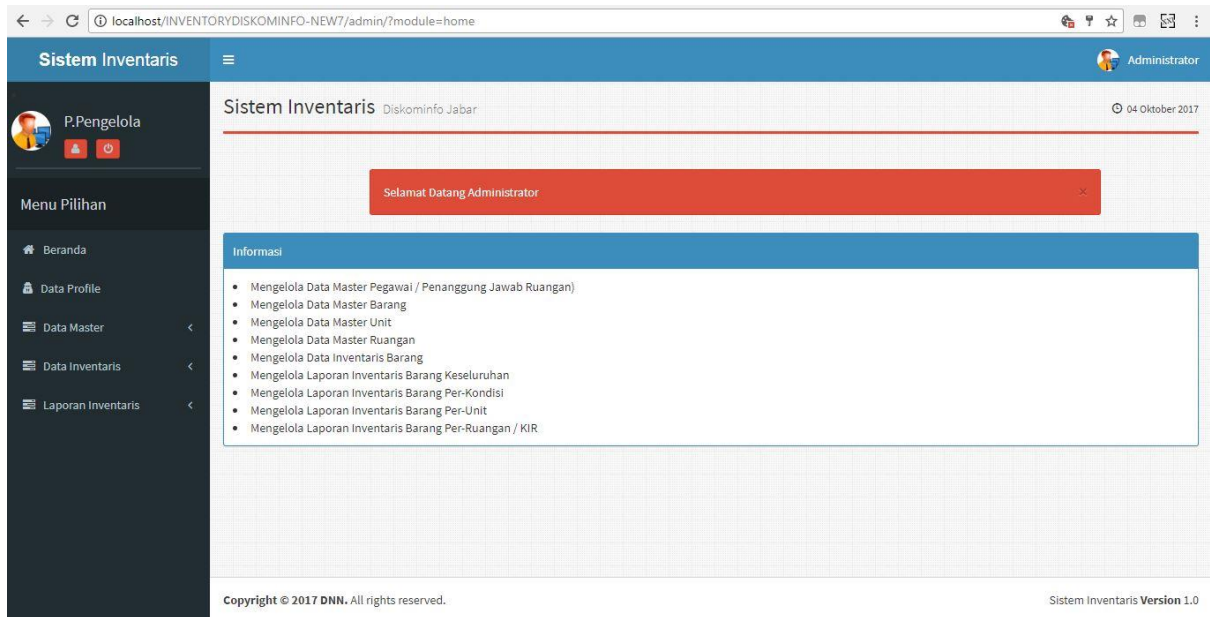 localhost/INVENTORYDISKOMINFO-NEW7/admin/?module=home
Sistem Inventaris
Administrator
P.Pengelola
Sistem Inventaris Diskominfo Jabar
04 Oktober 2017
Selamat Datang Administrator ×
Menu Pilihan
Beranda
Data Profile
Data Master
Data Inventaris
Laporan Inventaris
Informasi
• Mengelola Data Master Pegawai / Penanggung Jawab Ruangan)
• Mengelola Data Master Barang
• Mengelola Data Master Unit
• Mengelola Data Master Ruangan
• Mengelola Data Inventaris Barang
• Mengelola Laporan Inventaris Barang Keseluruhan
• Mengelola Laporan Inventaris Barang Per-Kondisi
• Mengelola Laporan Inventaris Barang Per-Unit
• Mengelola Laporan Inventaris Barang Per-Ruangan / KIR
Copyright © 2017 DNN. All rights reserved.
Sistem Inventaris Version 1.0